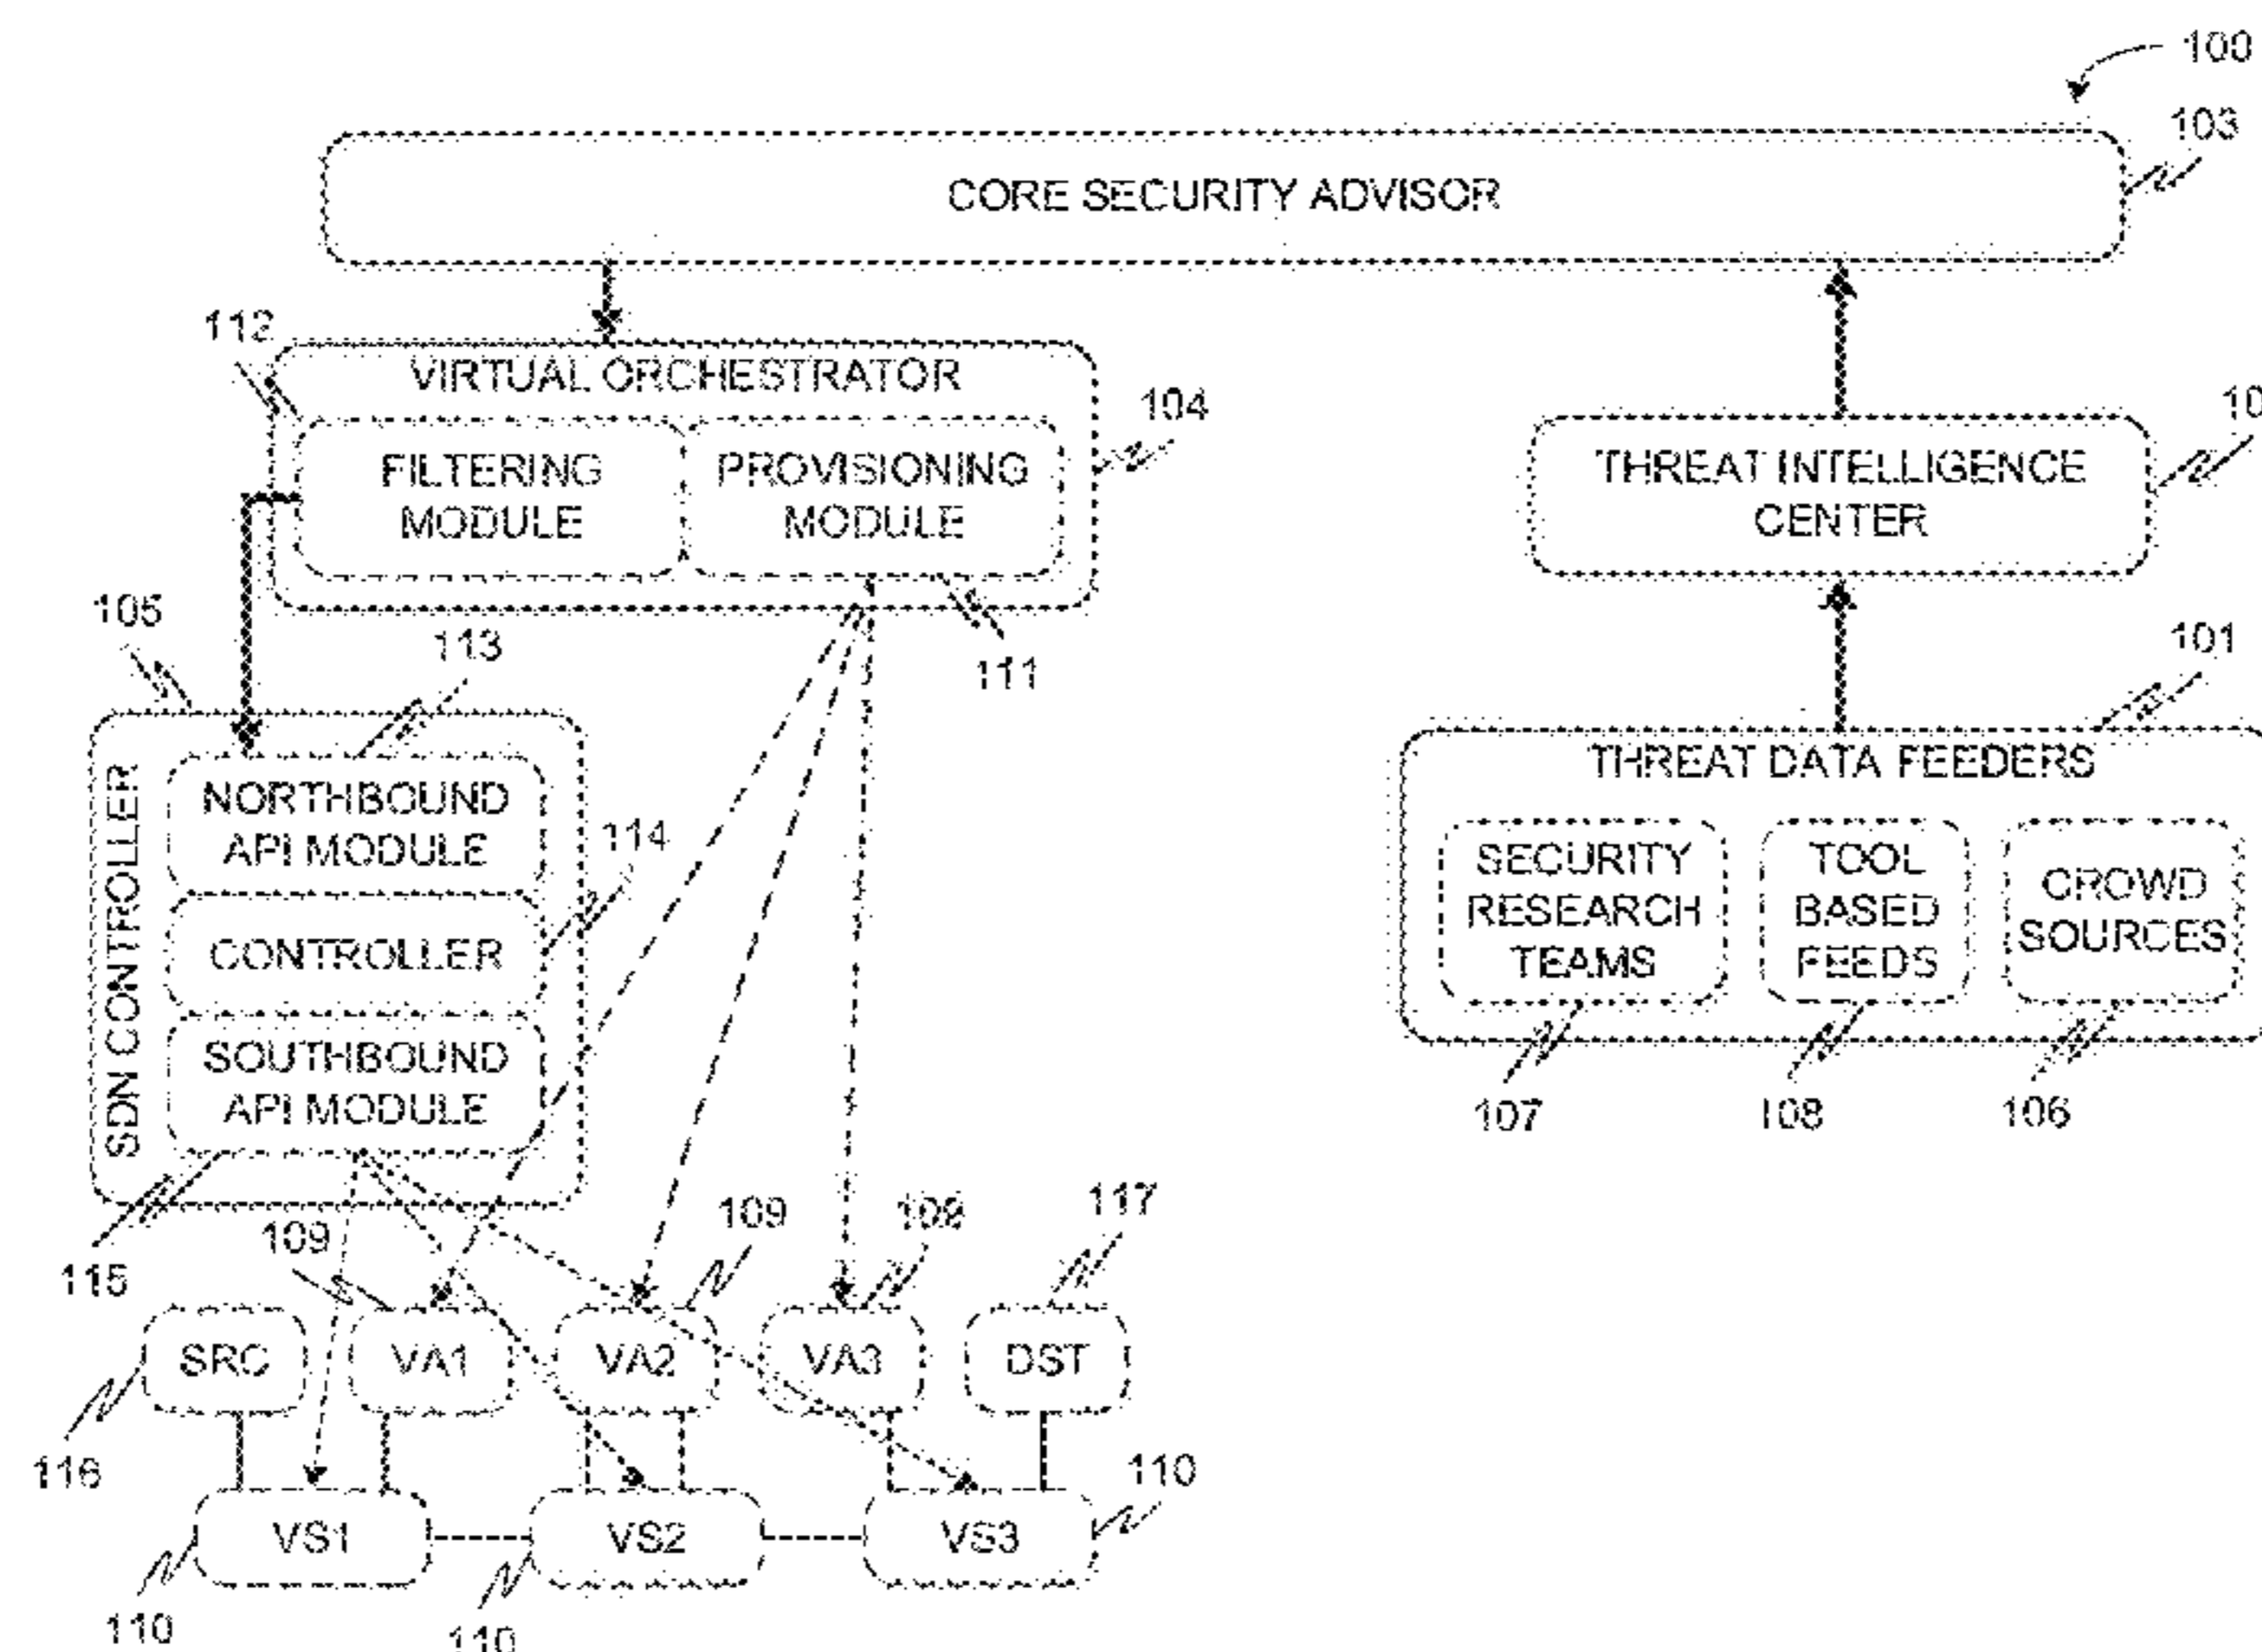 100
103
CORE SECURITY ADVISOR
112
VIRTUAL ORCHESTRATOR
104
FILTERING
MODULE
PROVISIONING
MODULE
111
10
THREAT INTELLIGENCE
CENTER
105
113
SDN CONTROLLER
NORTHBOUND
API MODULE
114
CONTROLLER
SOUTHBOUND
API MODULE
115
101
THREAT DATA FEEDERS
SECURITY
RESEARCH
TEAMS
TOOL
BASED
FEEDS
CROWD
SOURCES
107
108
106
109
109
109
117
SRC
VA1
VA2
VA3
DST
116
110
VS1
VS2
VS3
110
110